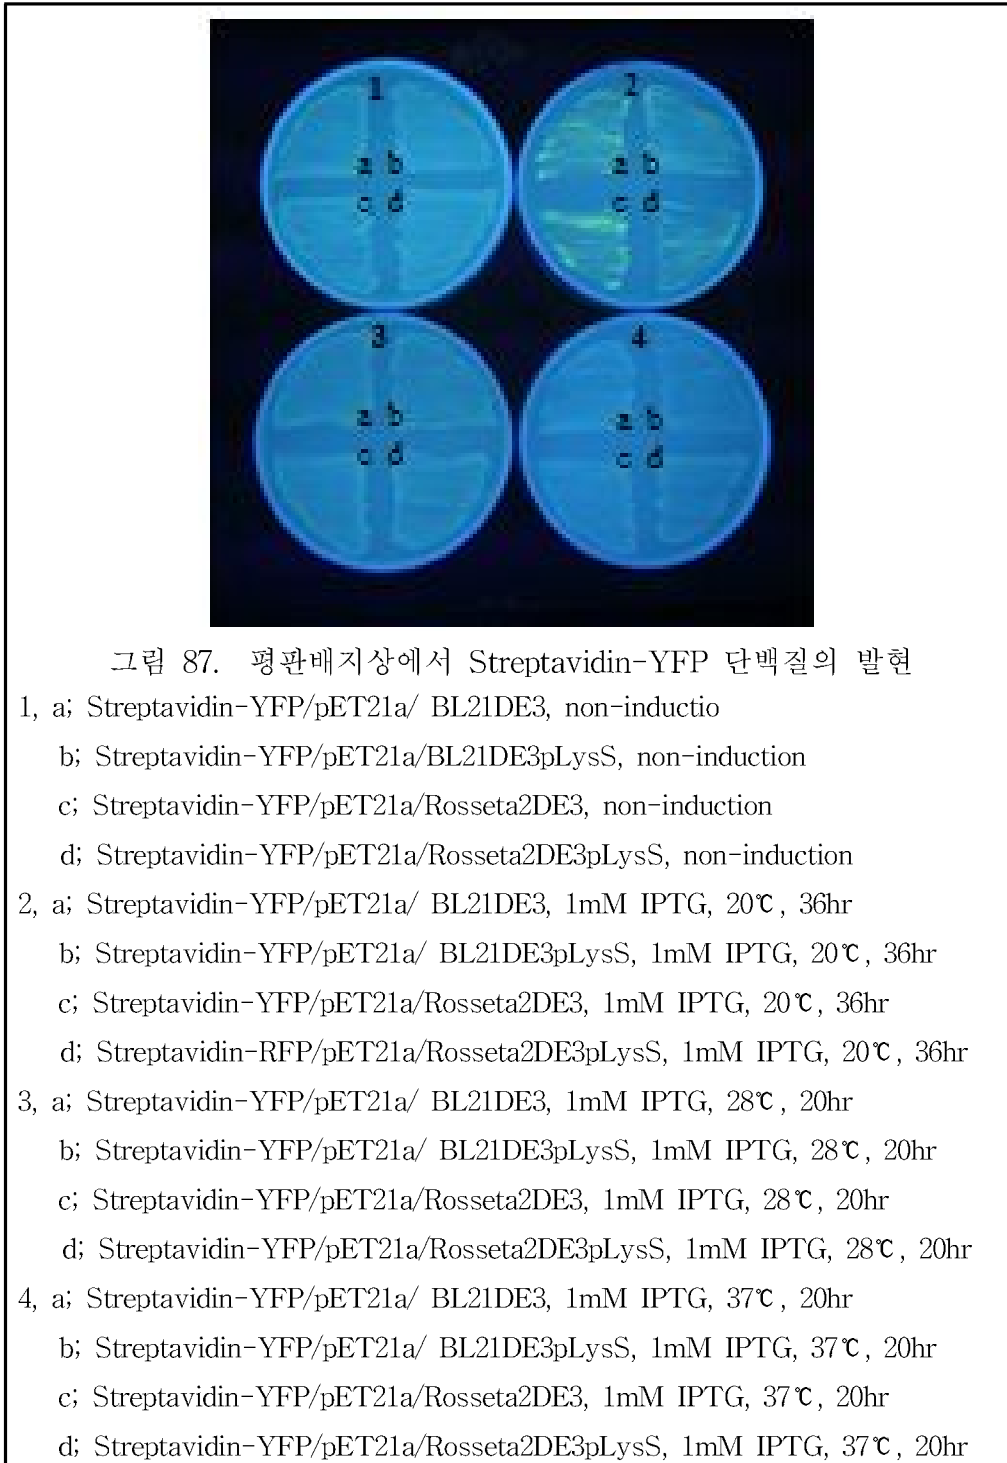 1
2
a b
a b
c d
c d
3
4
a b
a b
c d
c d
그림 87. 평판배지상에서 Streptavidin-YFP 단백질의 발현
1, a; Streptavidin-YFP/pET21a/ BL21DE3, non-inductio
b; Streptavidin-YFP/pET21a/BL21DE3pLysS, non-induction
c; Streptavidin-YFP/pET21a/Rosseta2DE3, non-induction
d; Streptavidin-YFP/pET21a/Rosseta2DE3pLysS, non-induction
2, a; Streptavidin-YFP/pET21a/ BL21DE3, 1mM IPTG, 20℃, 36hr
b; Streptavidin-YFP/pET21a/ BL21DE3pLysS, 1mM IPTG, 20℃, 36hr
c; Streptavidin-YFP/pET21a/Rosseta2DE3, 1mM IPTG, 20℃, 36hr
d; Streptavidin-RFP/pET21a/Rosseta2DE3pLysS, 1mM IPTG, 20℃, 36hr
3, a; Streptavidin-YFP/pET21a/ BL21DE3, 1mM IPTG, 28℃, 20hr
b; Streptavidin-YFP/pET21a/ BL21DE3pLysS, 1mM IPTG, 28℃, 20hr
c; Streptavidin-YFP/pET21a/Rosseta2DE3, 1mM IPTG, 28℃, 20hr
d; Streptavidin-YFP/pET21a/Rosseta2DE3pLysS, 1mM IPTG, 28℃, 20hr
4, a; Streptavidin-YFP/pET21a/ BL21DE3, 1mM IPTG, 37℃, 20hr
b; Streptavidin-YFP/pET21a/ BL21DE3pLysS, 1mM IPTG, 37℃, 20hr
c; Streptavidin-YFP/pET21a/Rosseta2DE3, 1mM IPTG, 37℃, 20hr
d; Streptavidin-YFP/pET21a/Rosseta2DE3pLysS, 1mM IPTG, 37℃, 20hr